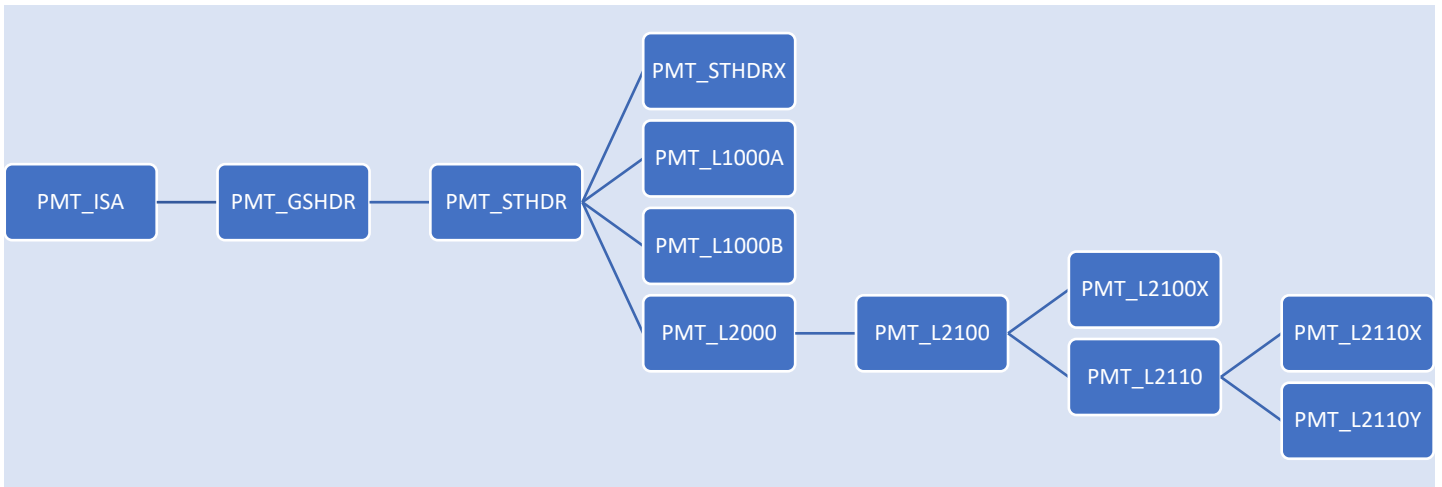 PMT_ISA
PMT_GSHDR
PMT_STHDR
PMT_STHDRX
PMT_L1000A
PMT_L1000B
PMT_L2000
PMT_L2100
PMT_L2100X
PMT_L2110
PMT_L2110X
PMT_L2110Y